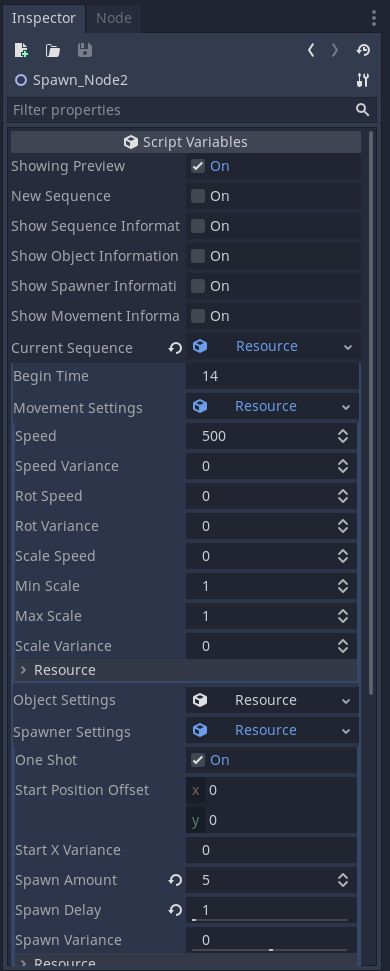 Inspector Node
Spawn_Node2
Filter properties
Script Variables
Showing Preview On
New Sequence On
Show Sequence Informat On
Show Object Information On
Show Spawner Informati On
Show Movement Informa On
Current Sequence Resource
Begin Time 14
Movement Settings Resource
Speed 500
Speed Variance 0
Rot Speed 0
Rot Variance 0
Scale Speed 0
Min Scale 1
Max Scale 1
Scale Variance 0
Resource
Object Settings Resource
Spawner Settings Resource
One Shot On
Start Position Offset x 0
y 0
Start X Variance 0
Spawn Amount 5
Spawn Delay 1
Spawn Variance 0
Resource